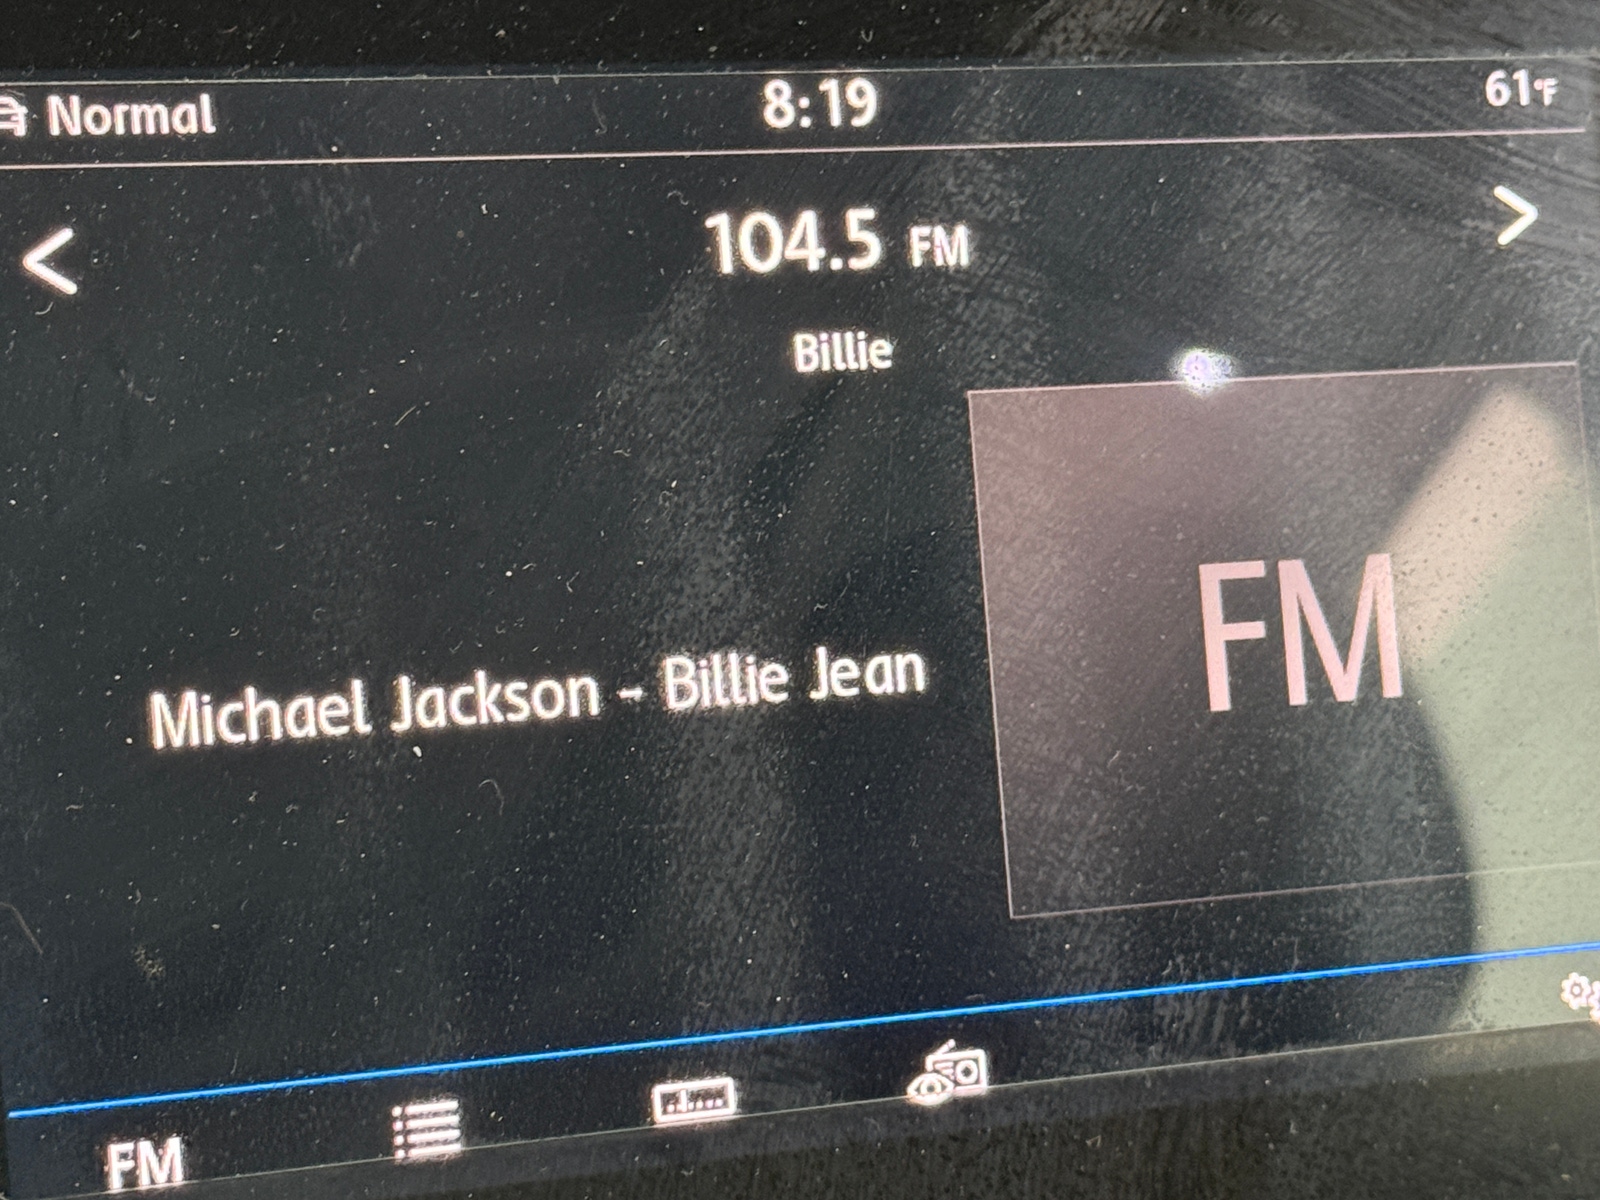 Normal 8:19 61°F
104.5 FM
Billie
FM
Michael Jackson - Billie Jean
FM